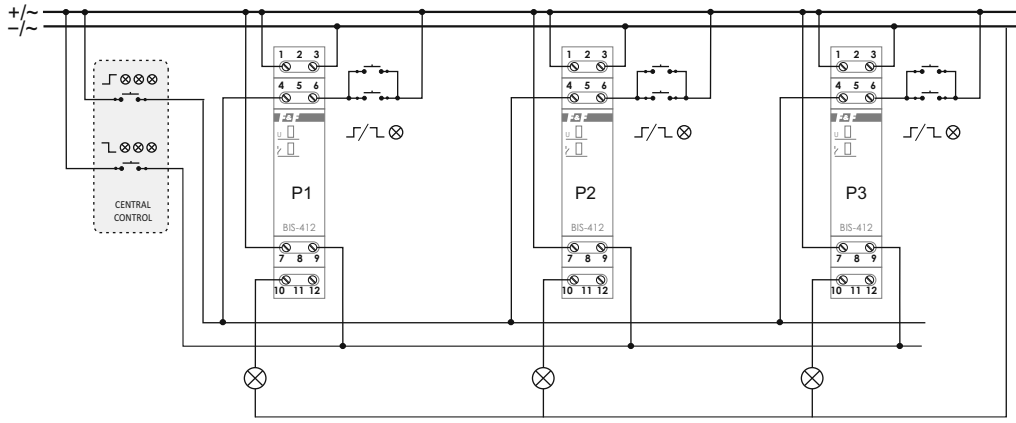 +/~
−/~
1 2 3
4 5 6
F&F
U
P1
BIS-412
7 8 9
10 11 12
1 2 3
4 5 6
F&F
U
P2
BIS-412
7 8 9
10 11 12
1 2 3
4 5 6
F&F
U
P3
BIS-412
7 8 9
10 11 12
CENTRAL
CONTROL